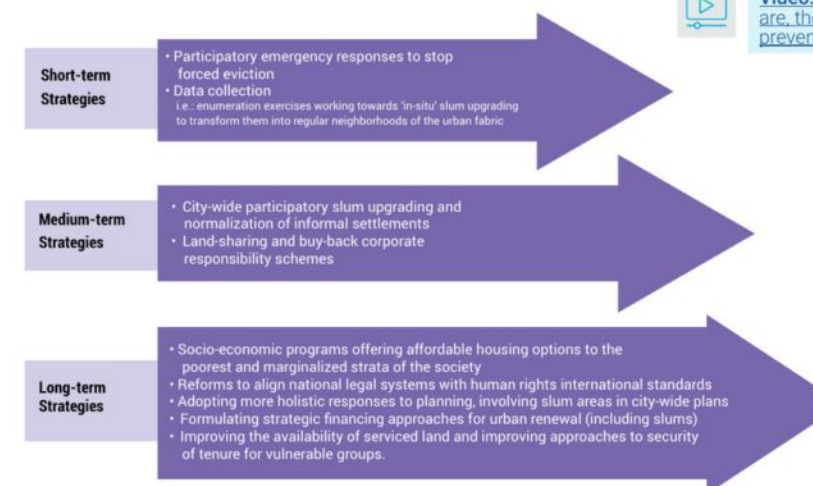 Video:
are, the
preven
Short-term
Strategies
• Participatory emergency responses to stop
forced eviction
• Data collection
i.e.: enumeration exercises working towards 'in-situ' slum upgrading
to transform them into regular neighborhoods of the urban fabric
Medium-term
Strategies
• City-wide participatory slum upgrading and
normalization of informal settlements
• Land-sharing and buy-back corporate
responsibility schemes
Long-term
Strategies
• Socio-economic programs offering affordable housing options to the
poorest and marginalized strata of the society
• Reforms to align national legal systems with human rights international standards
• Adopting more holistic responses to planning, involving slum areas in city-wide plans
• Formulating strategic financing approaches for urban renewal (including slums)
• Improving the availability of serviced land and improving approaches to security
of tenure for vulnerable groups.